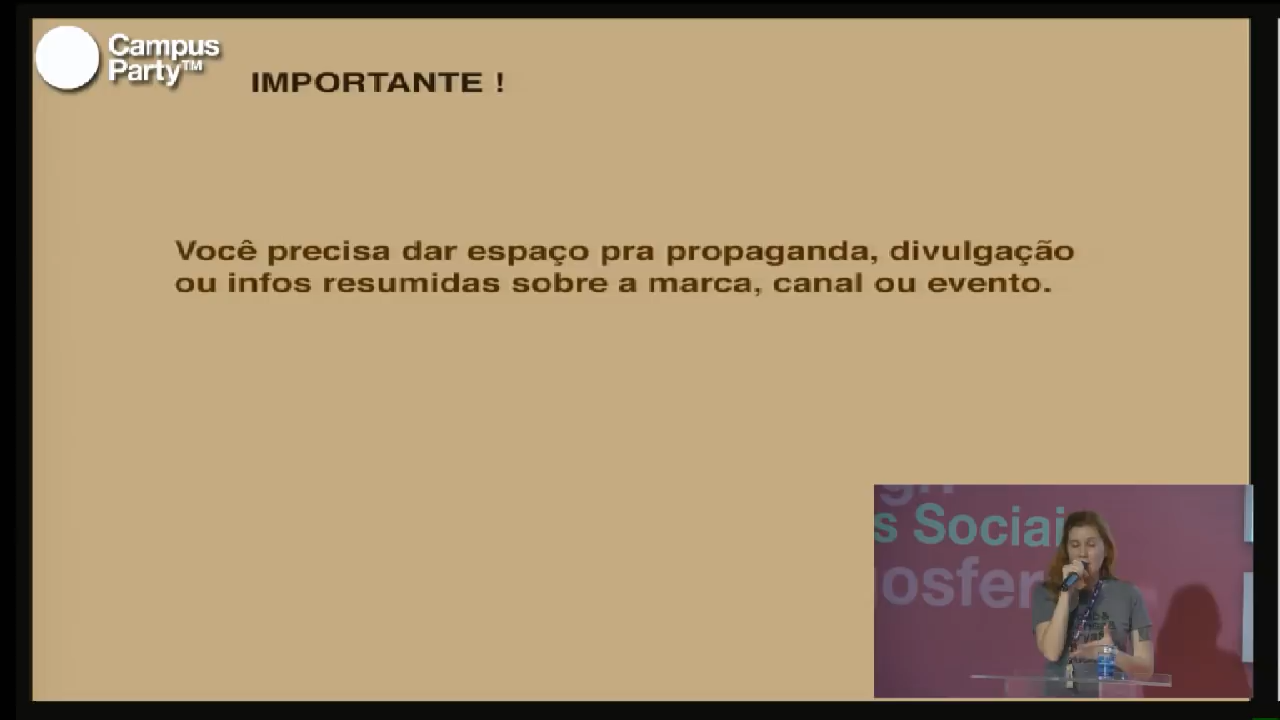 Campus
Party™
IMPORTANTE !
Você precisa dar espaço pra propaganda, divulgação
ou infos resumidas sobre a marca, canal ou evento.
s Sociai
osfer